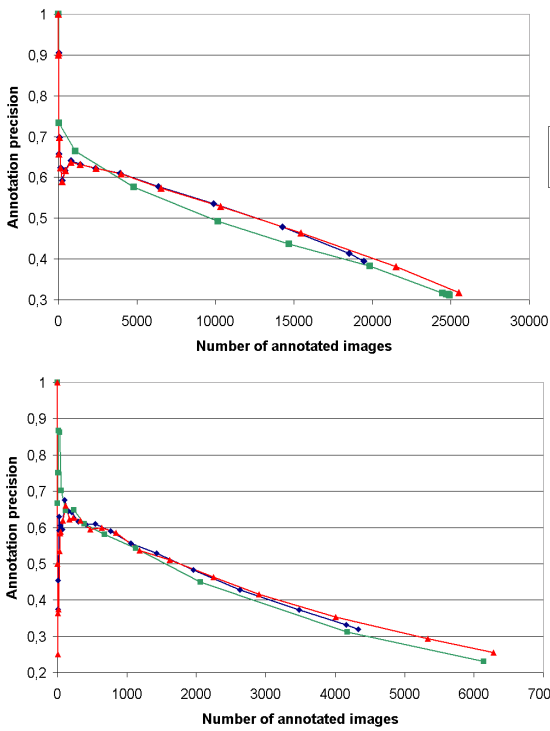 1
0,9
0,8
0,7
0,6
0,5
0,4
0,3
Annotation precision
0 5000 10000 15000 20000 25000 30000
Number of annotated images
1
0,9
0,8
0,7
0,6
0,5
0,4
0,3
0,2
Annotation precision
0 1000 2000 3000 4000 5000 6000 700
Number of annotated images